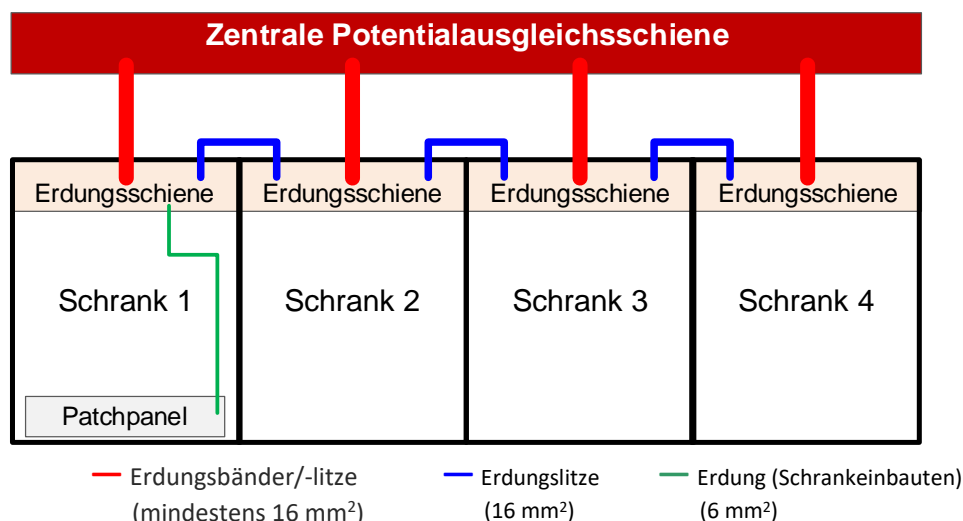 Zentrale Potentialausgleichsschiene
Erdungsschiene Erdungsschiene Erdungsschiene Erdungsschiene
Schrank 1 Schrank 2 Schrank 3 Schrank 4
Patchpanel
Erdungsbänder/-litze Erdungslitze Erdung (Schrankeinbauten)
(mindestens 16 mm²) (16 mm²) (6 mm²)